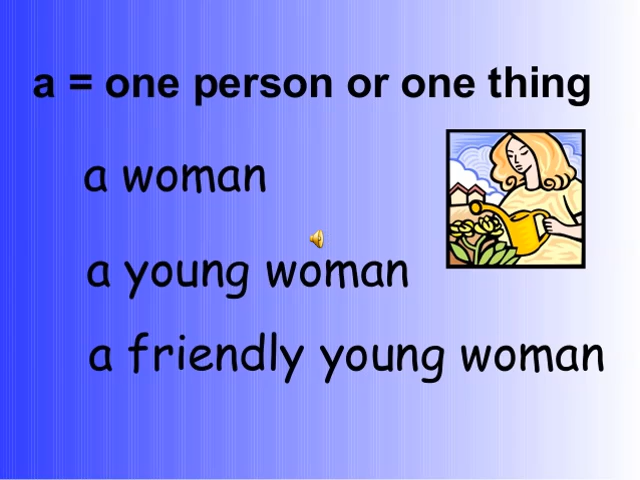 a = one person or one thing
a woman
a young woman
a friendly young woman